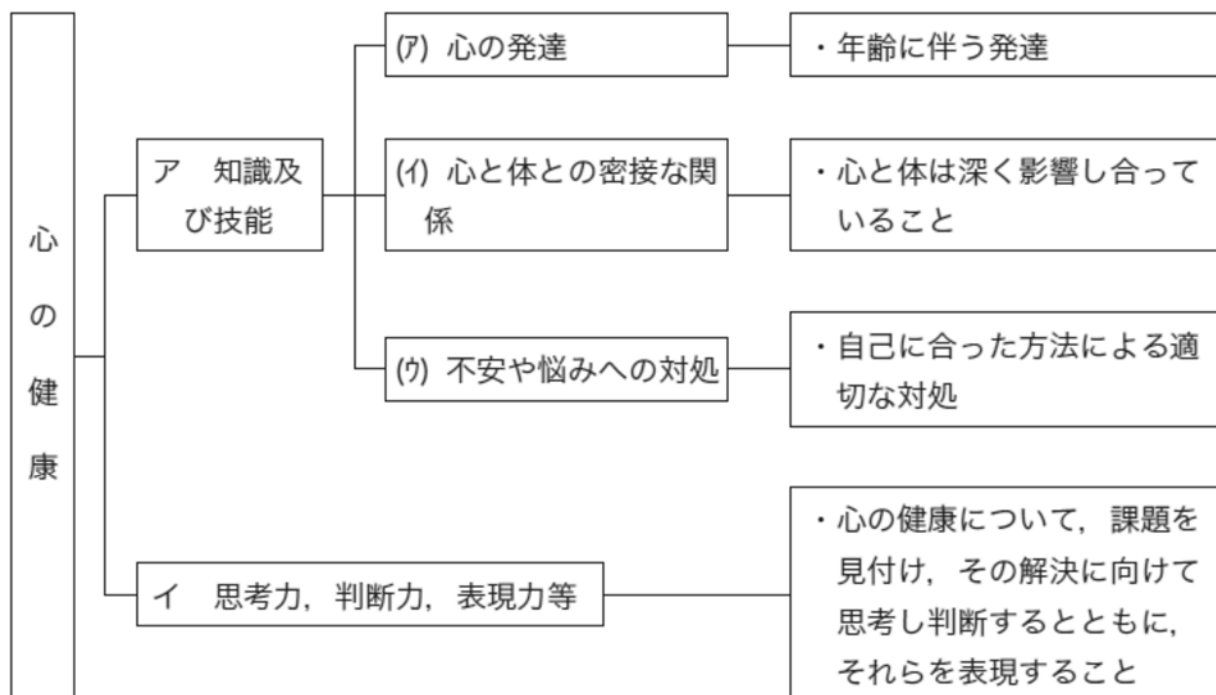 心の健康
ア　知識及
び技能
(ｱ) 心の発達
・年齢に伴う発達
(ｲ) 心と体との密接な関
係
・心と体は深く影響し合って
いること
(ｳ) 不安や悩みへの対処
・自己に合った方法による適
切な対処
イ　思考力，判断力，表現力等
・心の健康について，課題を
見付け，その解決に向けて
思考し判断するとともに，
それらを表現すること